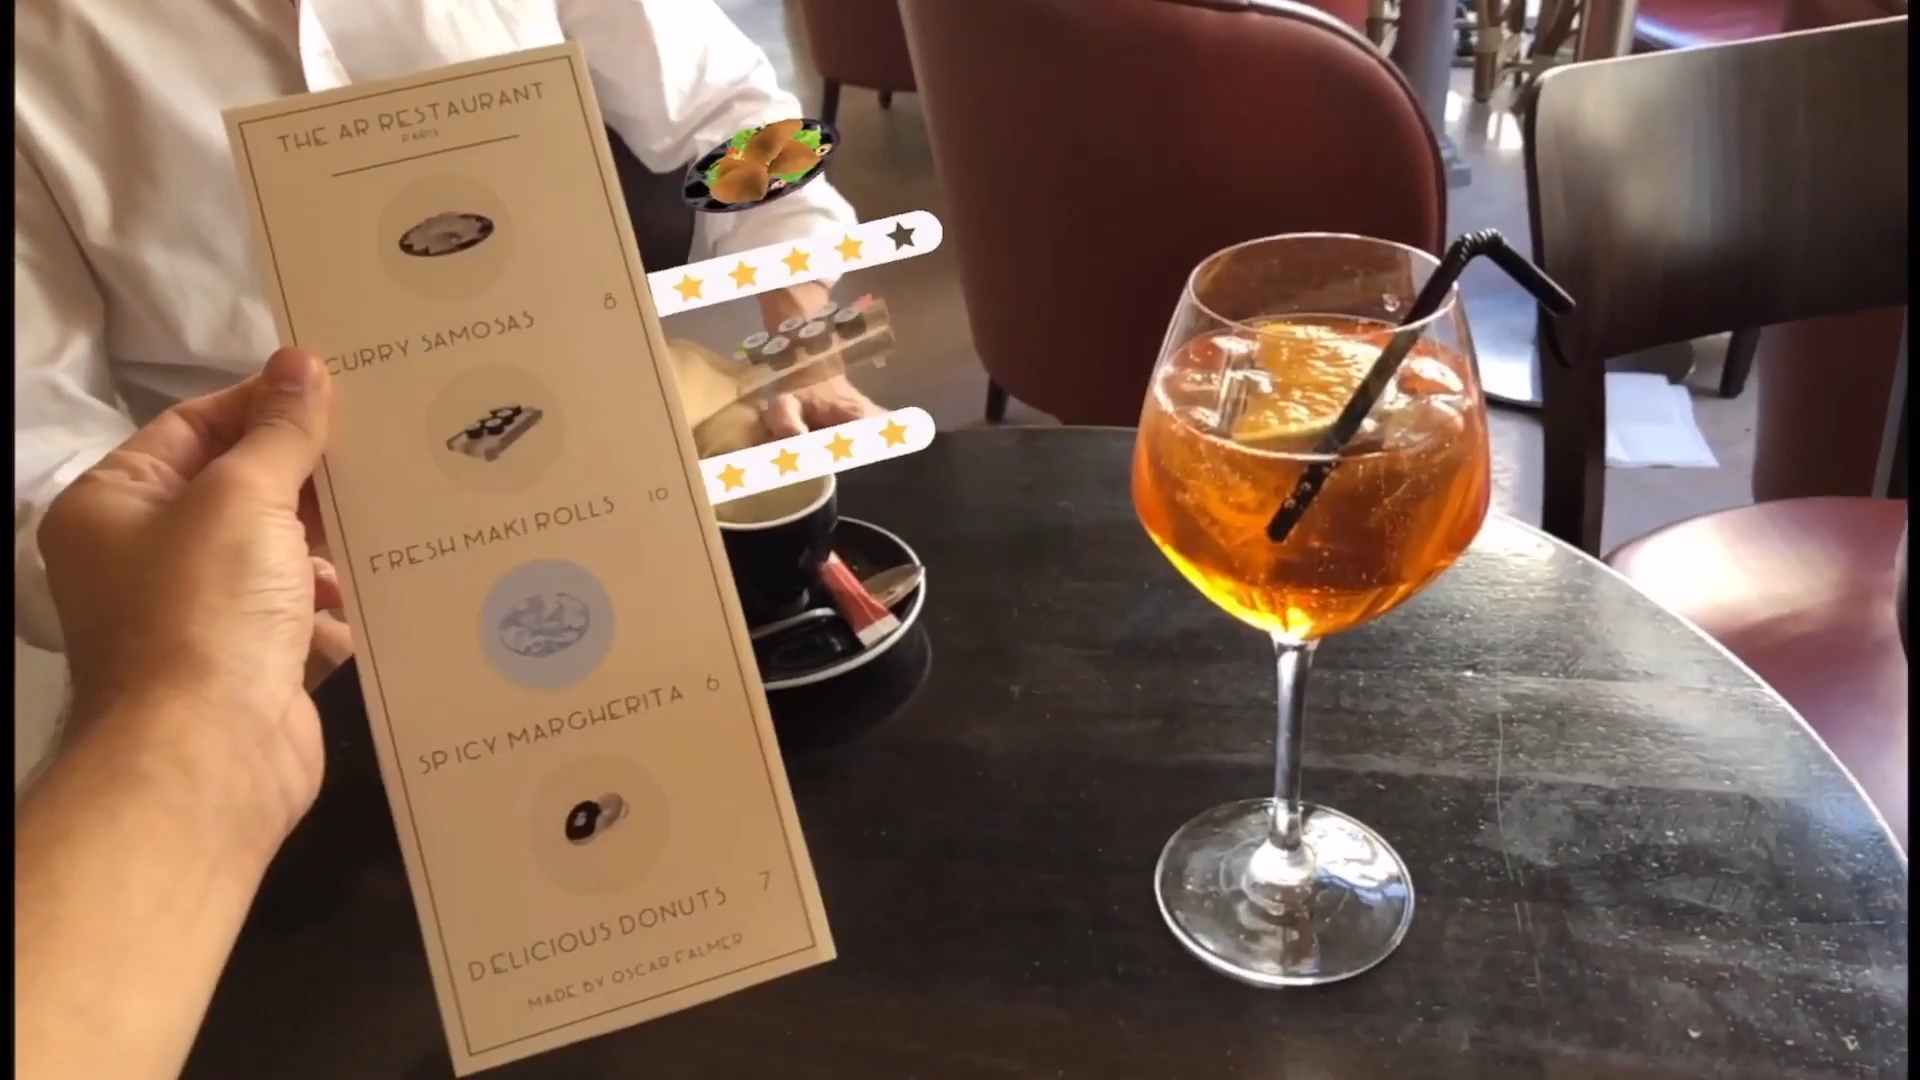 THE AR RESTAURANT
PARIS
CURRY SAMOSAS 8
FRESH MAKI ROLLS 10
SPICY MARGHERITA 6
DELICIOUS DONUTS 7
MADE BY OSCAR FALMER